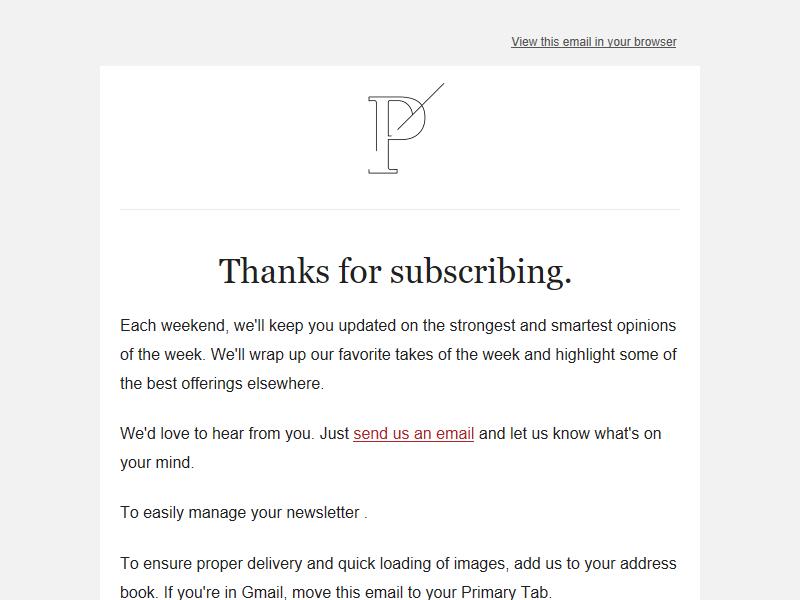 View this email in your browser
P
Thanks for subscribing.
Each weekend, we'll keep you updated on the strongest and smartest opinions
of the week. We'll wrap up our favorite takes of the week and highlight some of
the best offerings elsewhere.
We'd love to hear from you. Just send us an email and let us know what's on
your mind.
To easily manage your newsletter .
To ensure proper delivery and quick loading of images, add us to your address
book. If you're in Gmail, move this email to your Primary Tab.